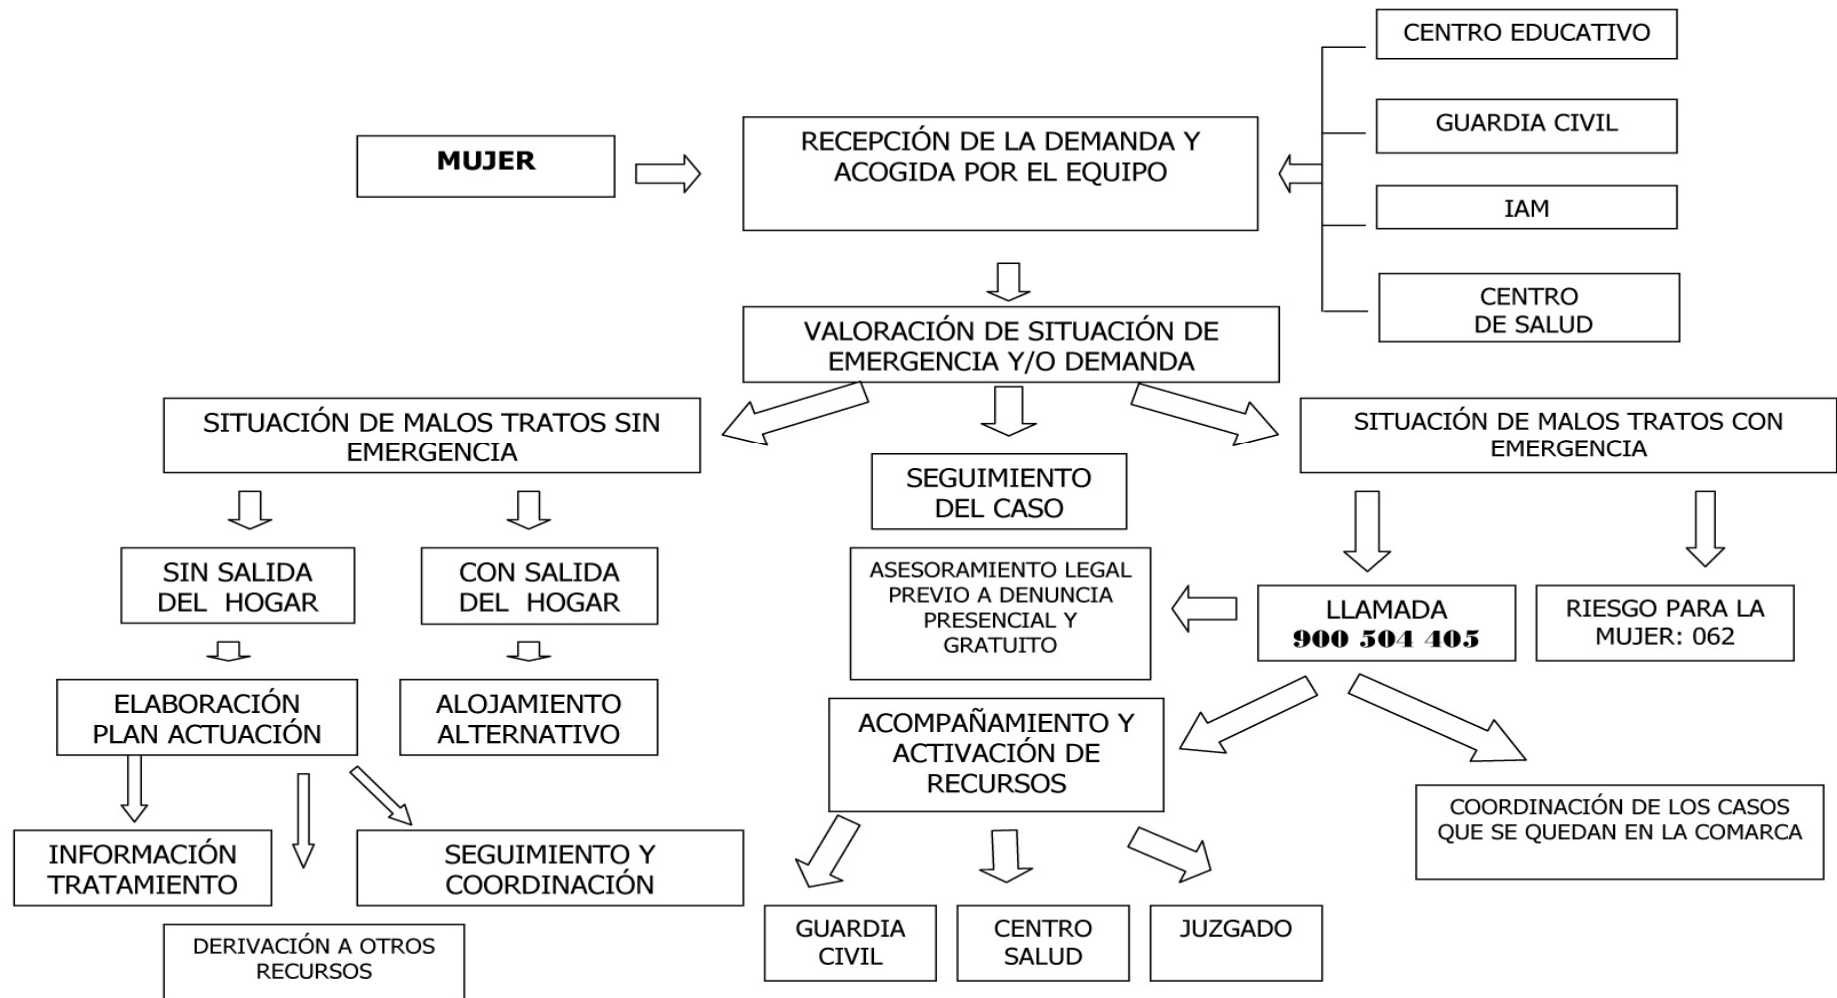 CENTRO EDUCATIVO
GUARDIA CIVIL
IAM
CENTRO
DE SALUD
MUJER
RECEPCIÓN DE LA DEMANDA Y
ACOGIDA POR EL EQUIPO
VALORACIÓN DE SITUACIÓN DE
EMERGENCIA Y/O DEMANDA
SITUACIÓN DE MALOS TRATOS SIN
EMERGENCIA
SEGUIMIENTO
DEL CASO
SITUACIÓN DE MALOS TRATOS CON
EMERGENCIA
SIN SALIDA
DEL HOGAR
CON SALIDA
DEL HOGAR
ASESORAMIENTO LEGAL
PREVIO A DENUNCIA
PRESENCIAL Y
GRATUITO
LLAMADA
900 504 405
RIESGO PARA LA
MUJER: 062
ELABORACIÓN
PLAN ACTUACIÓN
ALOJAMIENTO
ALTERNATIVO
ACOMPAÑAMIENTO Y
ACTIVACIÓN DE
RECURSOS
COORDINACIÓN DE LOS CASOS
QUE SE QUEDAN EN LA COMARCA
INFORMACIÓN
TRATAMIENTO
SEGUIMIENTO Y
COORDINACIÓN
DERIVACIÓN A OTROS
RECURSOS
GUARDIA
CIVIL
CENTRO
SALUD
JUZGADO